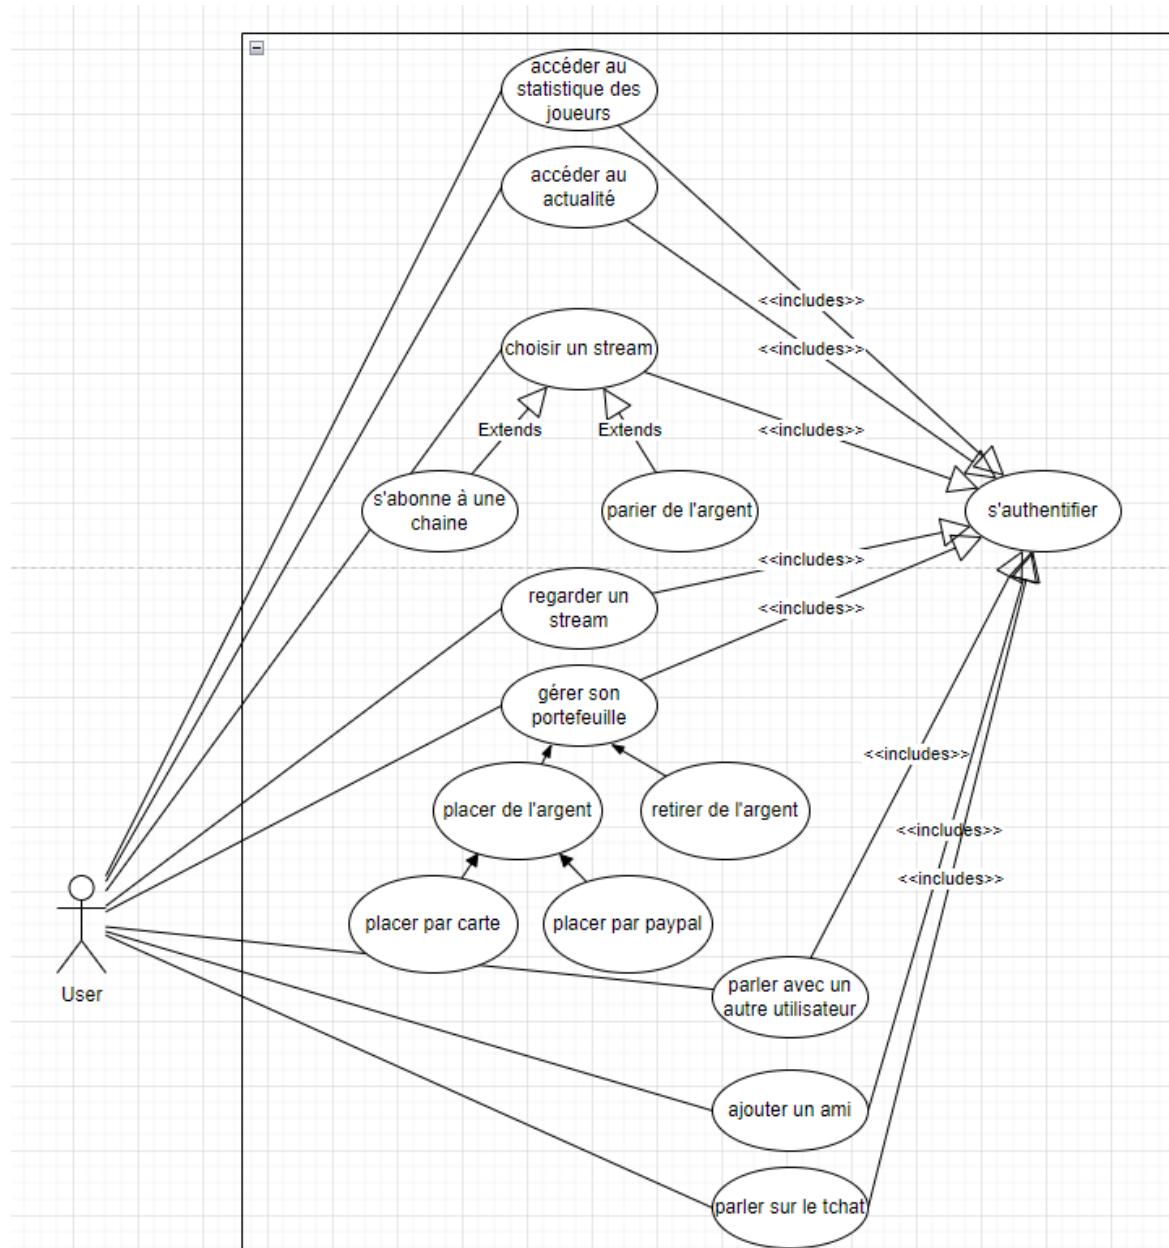 accéder au
statistique des
joueurs
accéder au
actualité
<<includes>>
<<includes>>
choisir un stream
Extends
Extends
<<includes>>
s'abonne à une
chaine
parier de l'argent
s'authentifier
<<includes>>
regarder un
stream
<<includes>>
gérer son
portefeuille
<<includes>>
placer de l'argent
retirer de l'argent
<<includes>>
<<includes>>
placer par carte
placer par paypal
User
parler avec un
autre utilisateur
ajouter un ami
parler sur le tchat